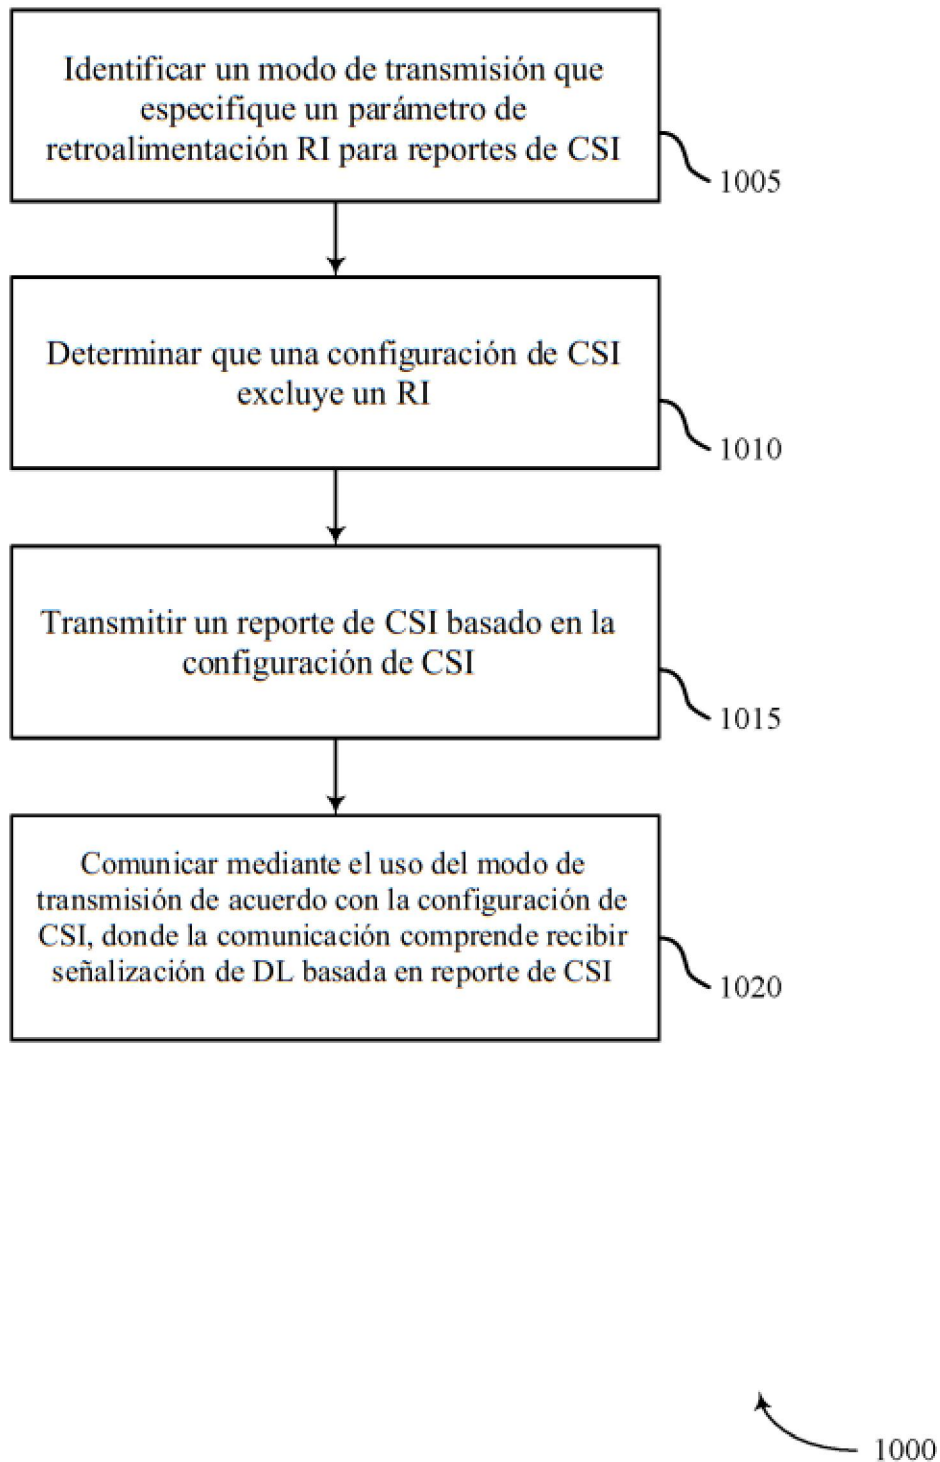 Identificar un modo de transmisión que
especifique un parámetro de
retroalimentación RI para reportes de CSI
1005
Determinar que una configuración de CSI
excluye un RI
1010
Transmitir un reporte de CSI basado en la
configuración de CSI
1015
Comunicar mediante el uso del modo de
transmisión de acuerdo con la configuración de
CSI, donde la comunicación comprende recibir
señalización de DL basada en reporte de CSI
1020
1000